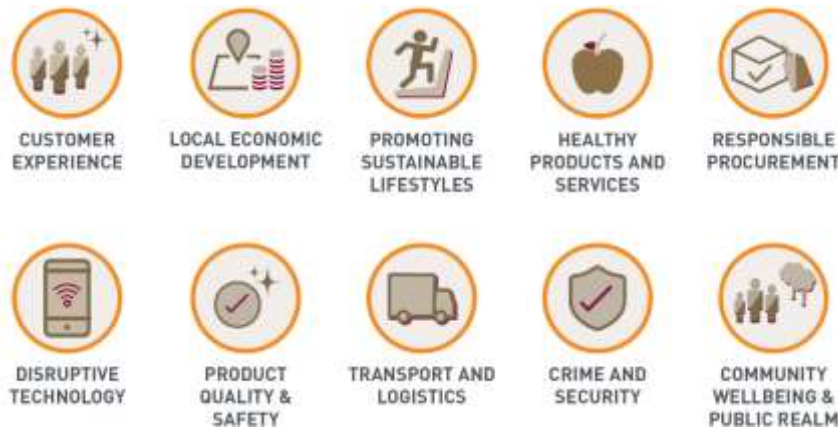 CUSTOMER
EXPERIENCE
LOCAL ECONOMIC
DEVELOPMENT
PROMOTING
SUSTAINABLE
LIFESTYLES
HEALTHY
PRODUCTS AND
SERVICES
RESPONSIBLE
PROCUREMENT
DISRUPTIVE
TECHNOLOGY
PRODUCT
QUALITY &
SAFETY
TRANSPORT AND
LOGISTICS
CRIME AND
SECURITY
COMMUNITY
WELLBEING &
PUBLIC REALM